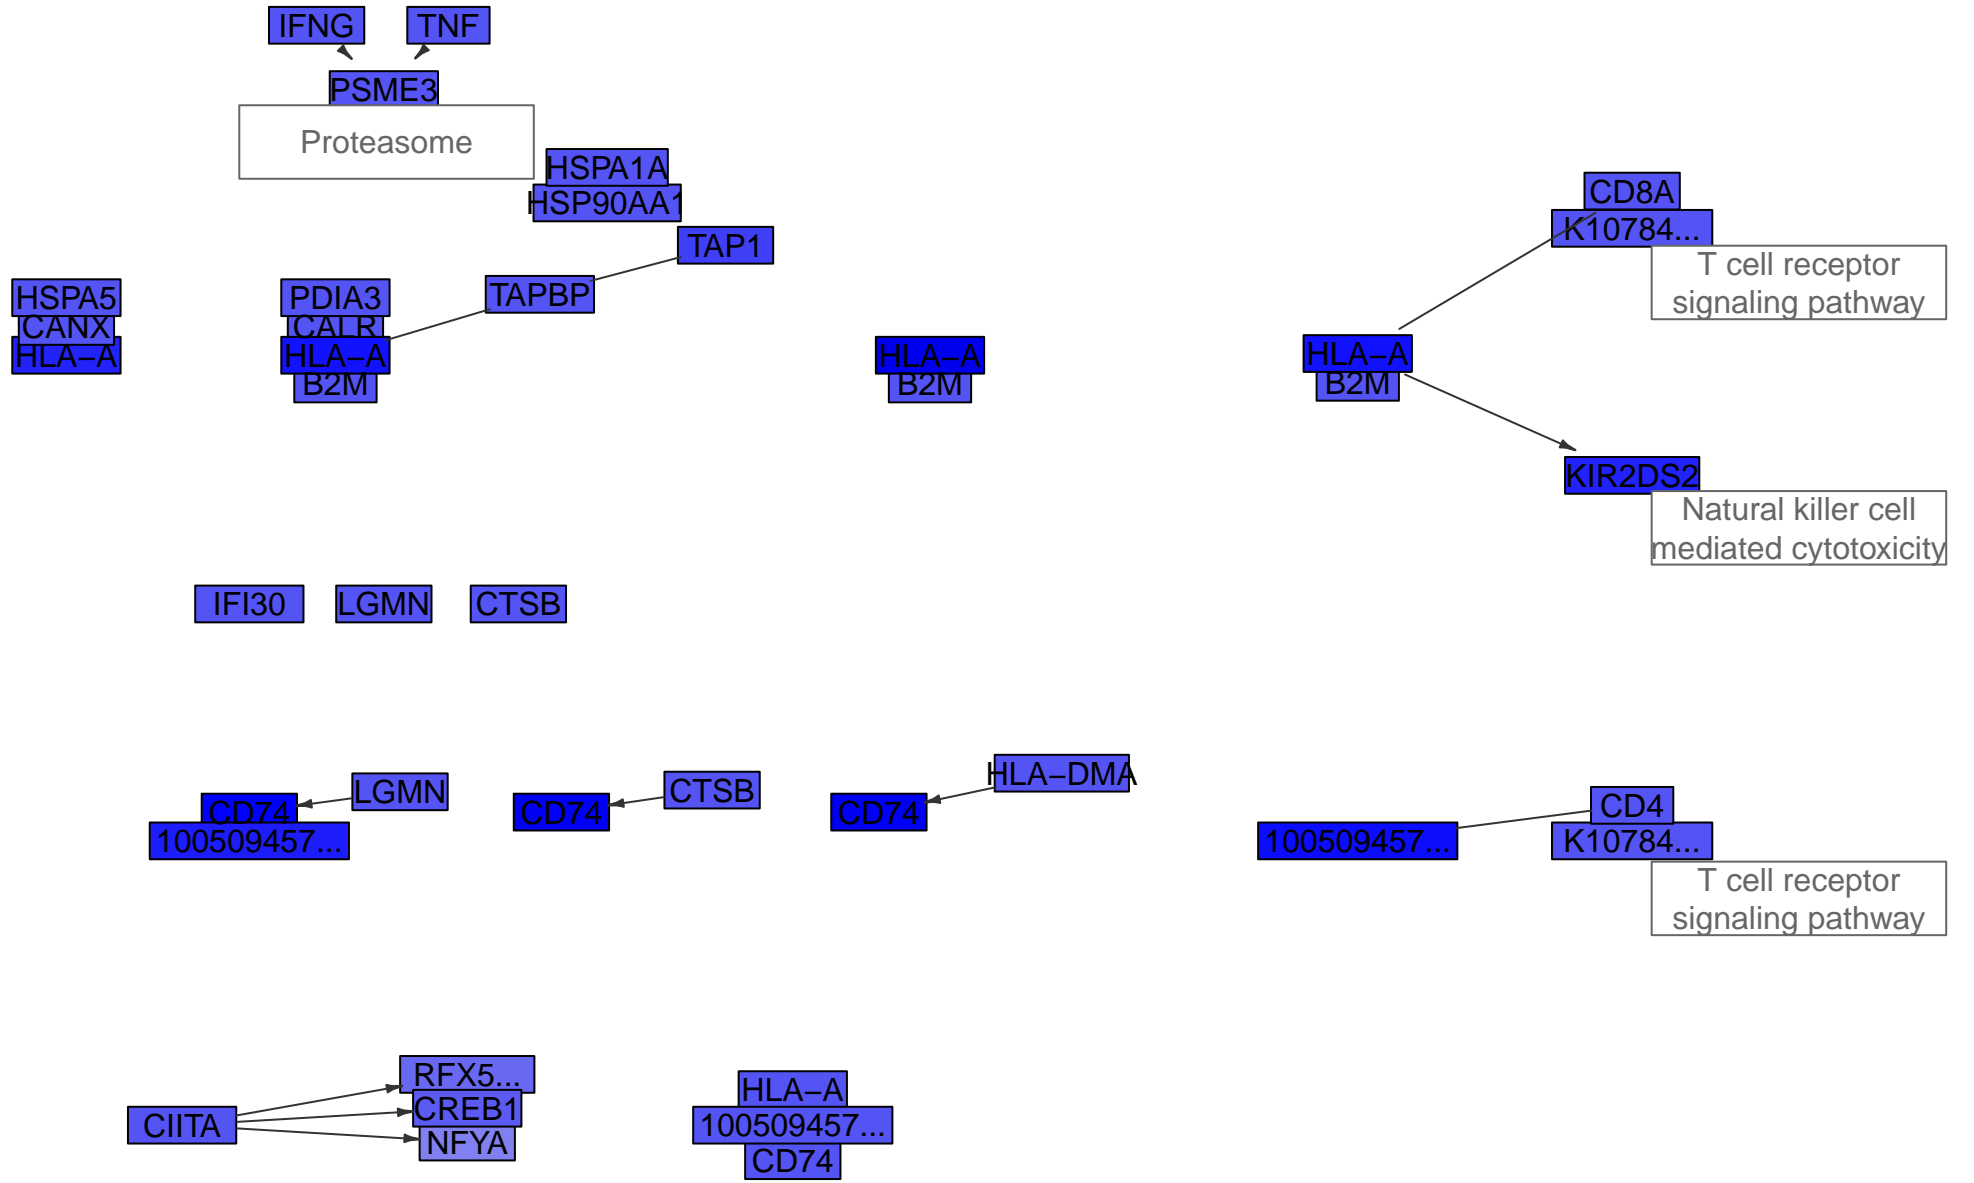 IFNG
TNF
PSME3
Proteasome
HSPA1A
HSP90AA1
TAP1
TAPBP
CD8A
K10784...
T cell receptor
signaling pathway
HSPA5
CANX
HLA−A
PDIA3
CALR
HLA−A
B2M
HLA−A
B2M
HLA−A
B2M
KIR2DS2
Natural killer cell
mediated cytotoxicity
IFI30
LGMN
CTSB
CD74
100509457...
LGMN
CD74
CTSB
CD74
HLA−DMA
100509457...
CD4
K10784...
T cell receptor
signaling pathway
CIITA
RFX5...
CREB1
NFYA
HLA−A
100509457...
CD74